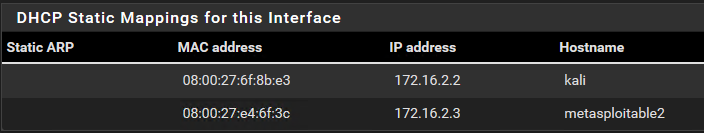 DHCP Static Mappings for this Interface
Static ARP MAC address IP address Hostname
08:00:27:6f:8b:e3 172.16.2.2 kali
08:00:27:e4:6f:3c 172.16.2.3 metasploitable2